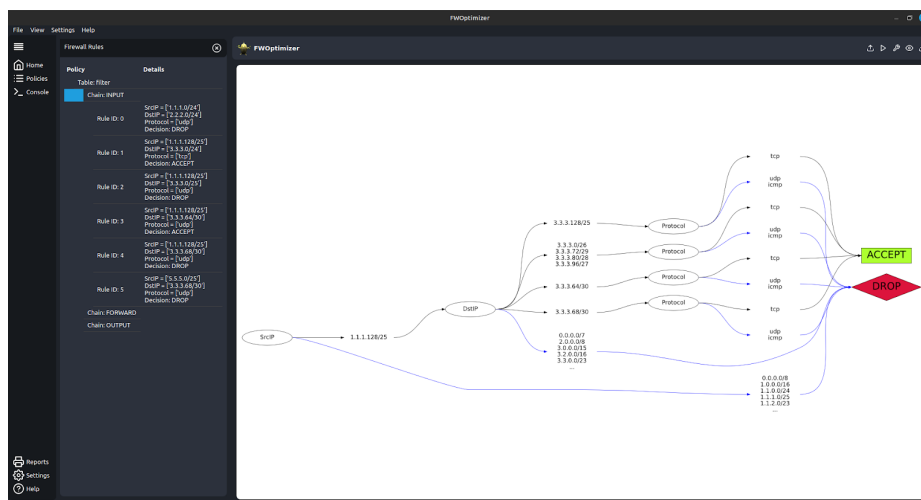 FWOptimizer
File View Settings Help
Home
Policies
Console
Reports
Settings
Help
Firewall Rules
Policy Details
Table: Filter
Chain: INPUT
Rule ID: 0
SrcIP = ['1.1.1.0/24']
DstIP = ['2.2.2.0/24']
Protocol = ['udp']
Decision: DROP
Rule ID: 1
SrcIP = ['1.1.1.128/25']
DstIP = ['3.3.3.0/24']
Protocol = ['tcp']
Decision: ACCEPT
Rule ID: 2
SrcIP = ['1.1.1.128/25']
DstIP = ['3.3.3.0/25']
Protocol = ['udp']
Decision: DROP
Rule ID: 3
SrcIP = ['1.1.1.128/25']
DstIP = ['3.3.3.64/30']
Protocol = ['udp']
Decision: ACCEPT
Rule ID: 4
SrcIP = ['1.1.1.128/25']
DstIP = ['3.3.3.68/30']
Protocol = ['udp']
Decision: DROP
Rule ID: 5
SrcIP = ['5.5.5.0/25']
DstIP = ['3.3.3.68/30']
Protocol = ['udp']
Decision: DROP
Chain: FORWARD
Chain: OUTPUT
FWOptimizer
SrcIP
1.1.1.128/25
DstIP
3.3.3.128/25
3.3.3.0/26
3.3.3.72/29
3.3.3.80/28
3.3.3.96/27
3.3.3.64/30
3.3.3.68/30
0.0.0.0/7
2.0.0.0/8
3.0.0.0/15
3.2.0.0/16
3.3.0.0/23
...
Protocol
Protocol
Protocol
Protocol
tcp
udp
icmp
tcp
udp
icmp
tcp
udp
icmp
tcp
udp
icmp
0.0.0.0/8
1.0.0.0/16
1.1.0.0/24
1.1.1.0/25
1.1.2.0/23
...
ACCEPT
DROP